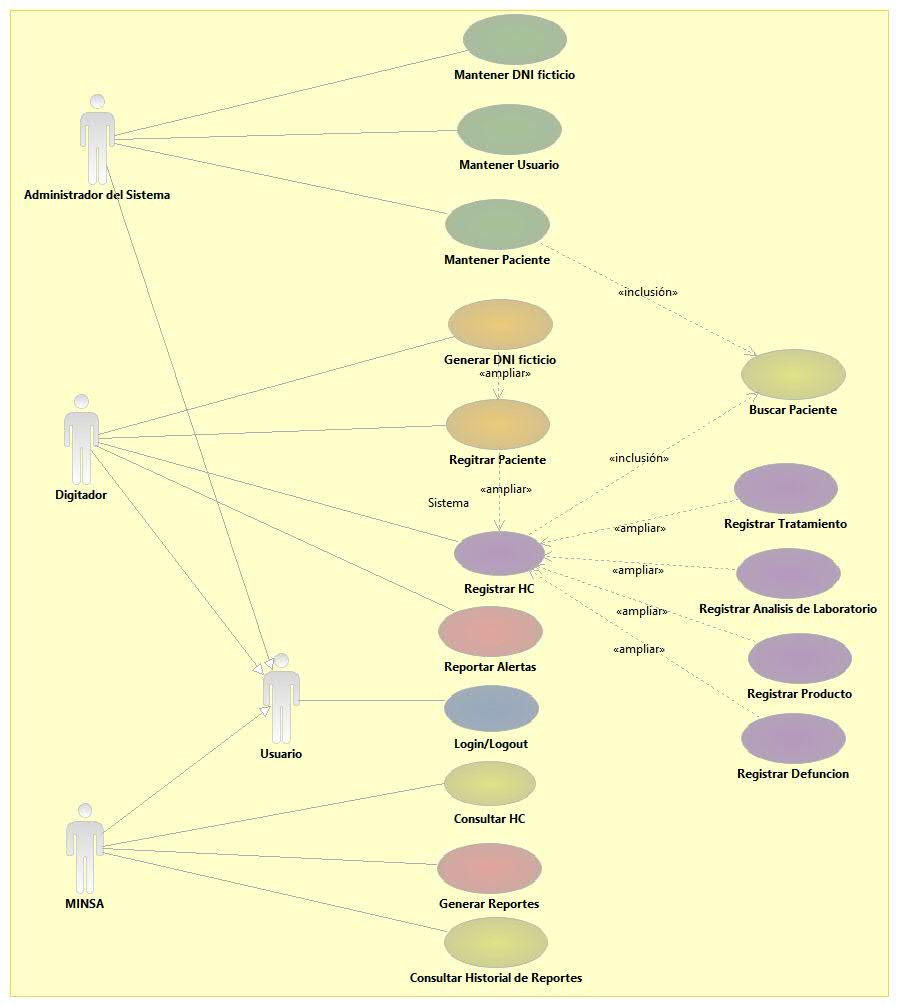 Mantener DNI ficticio
Mantener Usuario
Administrador del Sistema
Mantener Paciente
«inclusión»
Generar DNI ficticio
«ampliar»
Buscar Paciente
Regitrar Paciente
«inclusión»
«ampliar»
Digitador
Sistema
Registrar Tratamiento
«ampliar»
«ampliar»
Registrar HC
Registrar Analisis de Laboratorio
«ampliar»
«ampliar»
Reportar Alertas
Registrar Producto
Usuario
Login/Logout
Registrar Defuncion
Consultar HC
MINSA
Generar Reportes
Consultar Historial de Reportes